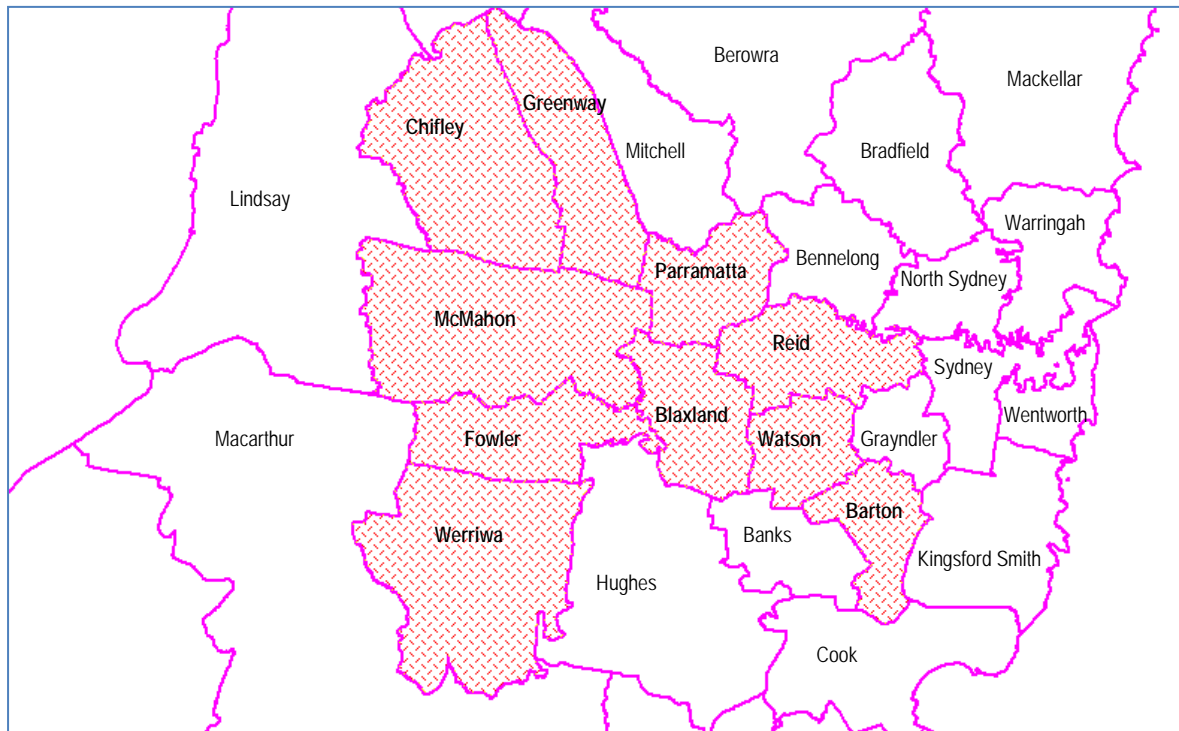 Berowra
Mackellar
Greenway
Chifley
Mitchell
Bradfield
Lindsay
Warringah
Bennelong
Parramatta
North Sydney
McMahon
Reid
Sydney
Blaxland
Wentworth
Macarthur
Fowler
Watson
Grayndler
Barton
Werriwa
Banks
Kingsford Smith
Hughes
Cook